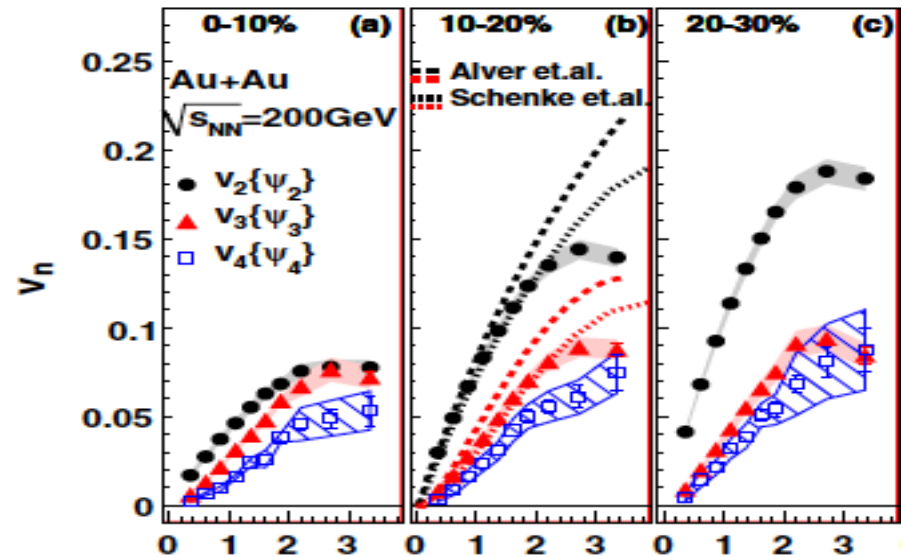 0-10% (a)
10-20% (b)
20-30% (c)
Au+Au
√s_NN=200GeV
v₂{ψ₂}
v₃{ψ₃}
v₄{ψ₄}
Alver et.al.
Schenke et.al.
v_n
0.25
0.2
0.15
0.1
0.05
0
0 1 2 3 0 1 2 3 0 1 2 3